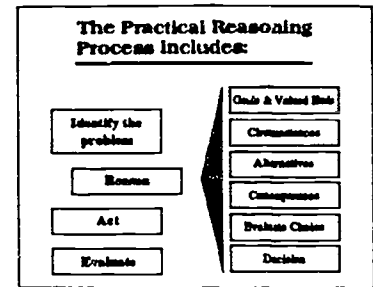 The Practical Reasoning
Process Includes:
Identify the
problem
Reason
Act
Evaluate
Goals & Valued Ends
Circumstances
Alternatives
Consequences
Evaluate Choice
Decision